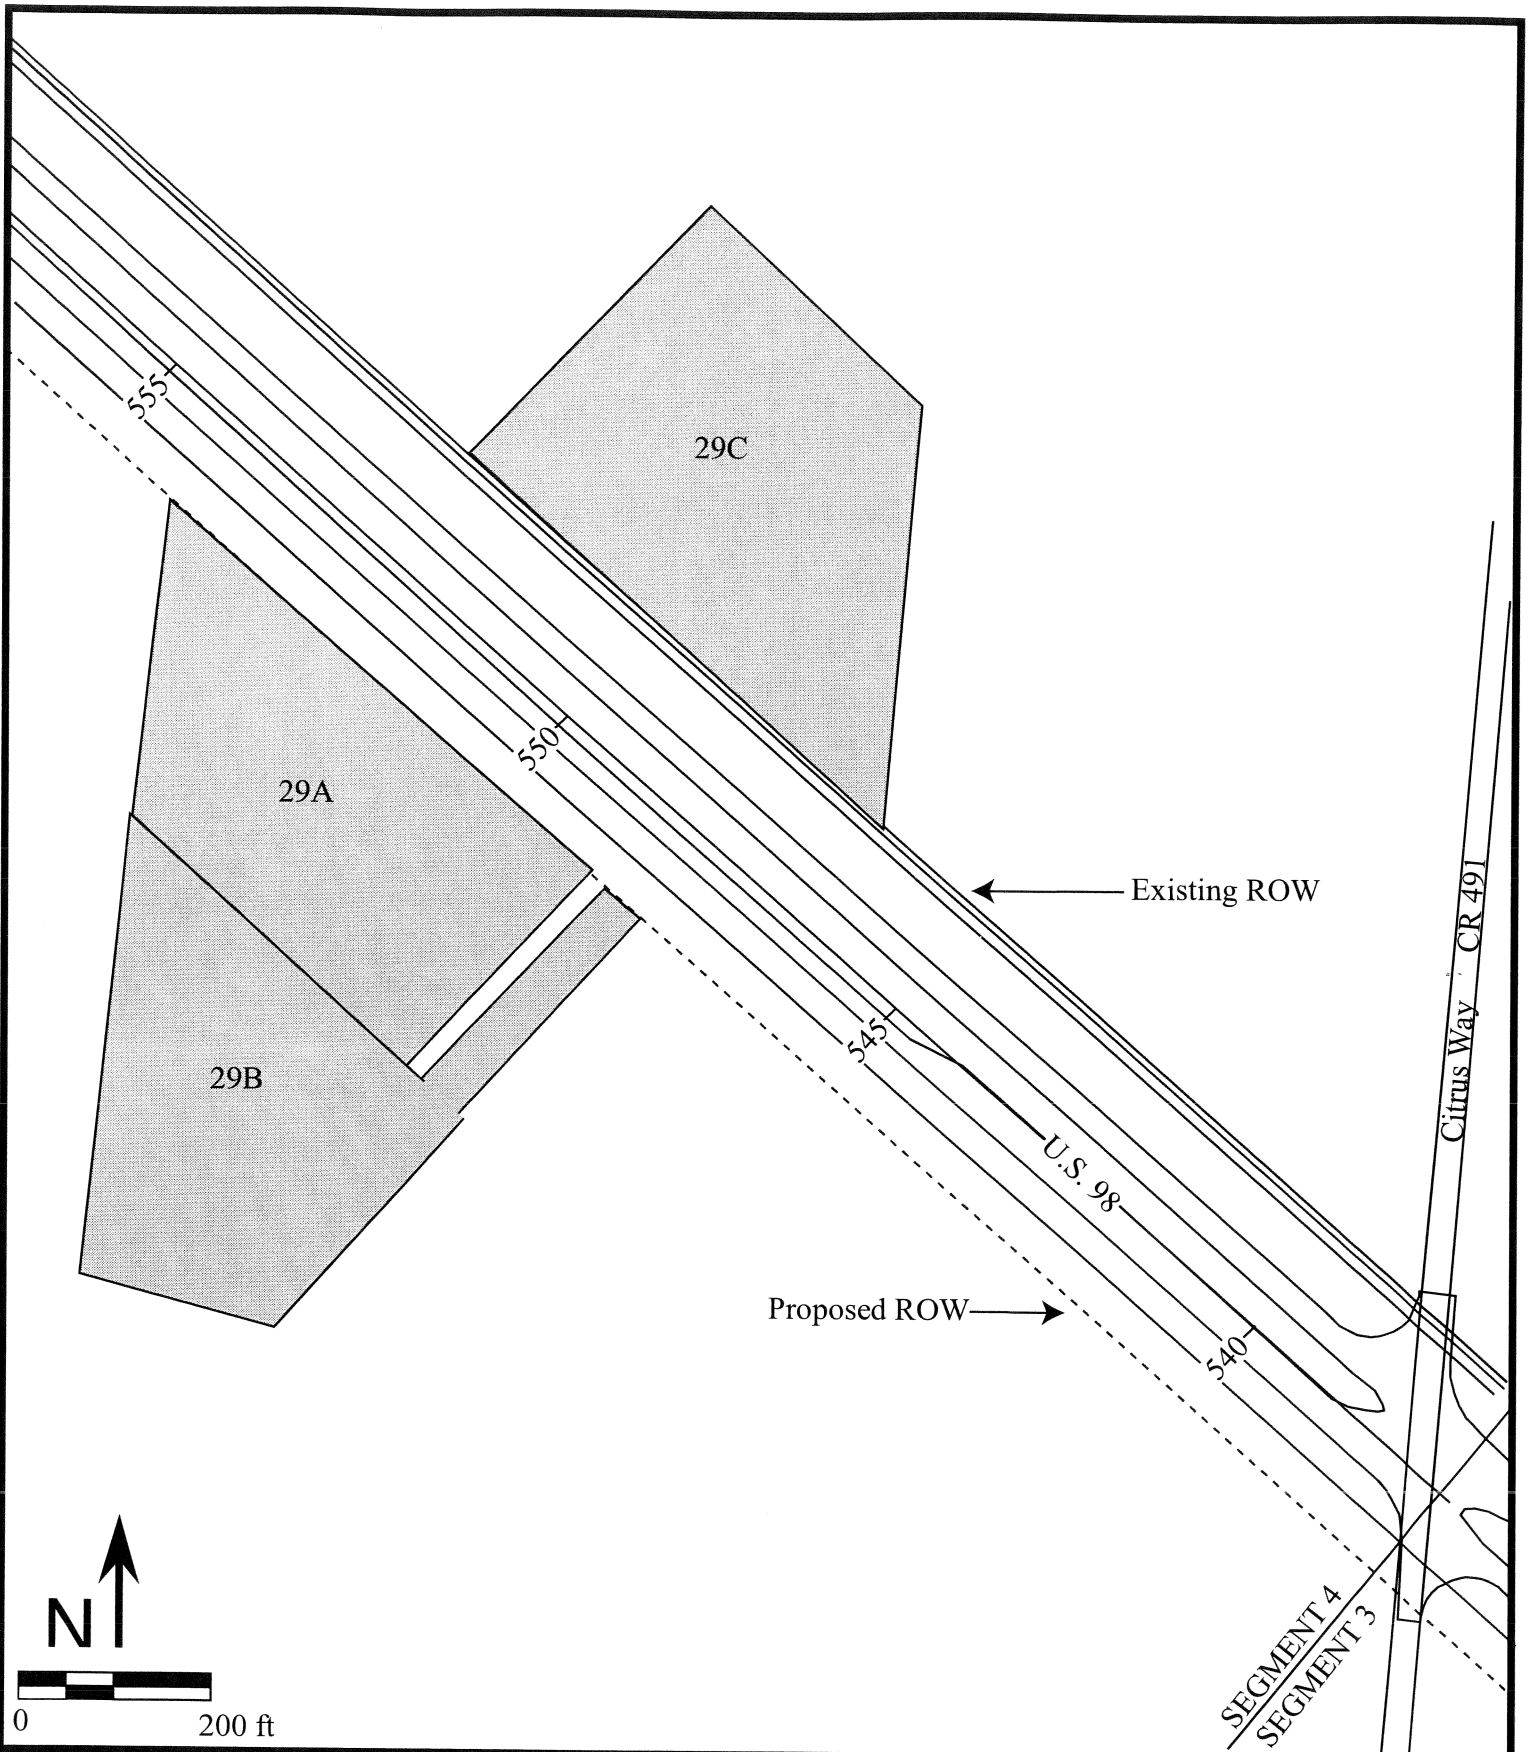 555
29C
550
29A
Existing ROW
Citrus Way CR 491
545
29B
U.S. 98
Proposed ROW
540
N
SEGMENT 4
SEGMENT 3
0
200 ft